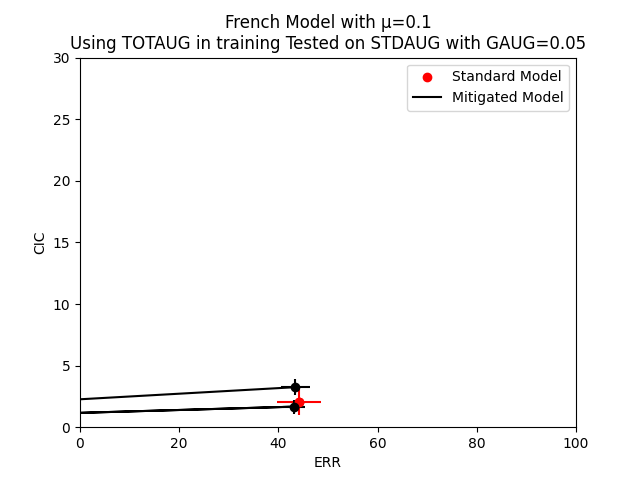 French Model with μ=0.1
Using TOTAUG in training Tested on STDAUG with GAUG=0.05
Standard Model
Mitigated Model
CIC
30
25
20
15
10
5
0
0 20 40 60 80 100
ERR